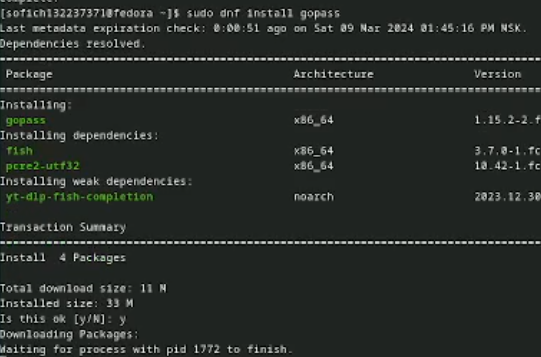 [sofich132237371@fedora ~]$ sudo dnf install gopass
Last metadata expiration check: 0:00:51 ago on Sat 09 Mar 2024 01:45:16 PM MSK.
Dependencies resolved.
Package Architecture Version
Installing:
gopass x86_64 1.15.2-2.f
Installing dependencies:
fish x86_64 3.7.0-1.fc
pcre2-utf32 x86_64 10.42-1.fc
Installing weak dependencies:
yt-dlp-fish-completion noarch 2023.12.30
Transaction Summary
Install 4 Packages
Total download size: 11 M
Installed size: 33 M
Is this ok [y/N]: y
Downloading Packages:
Waiting for process with pid 1772 to finish.